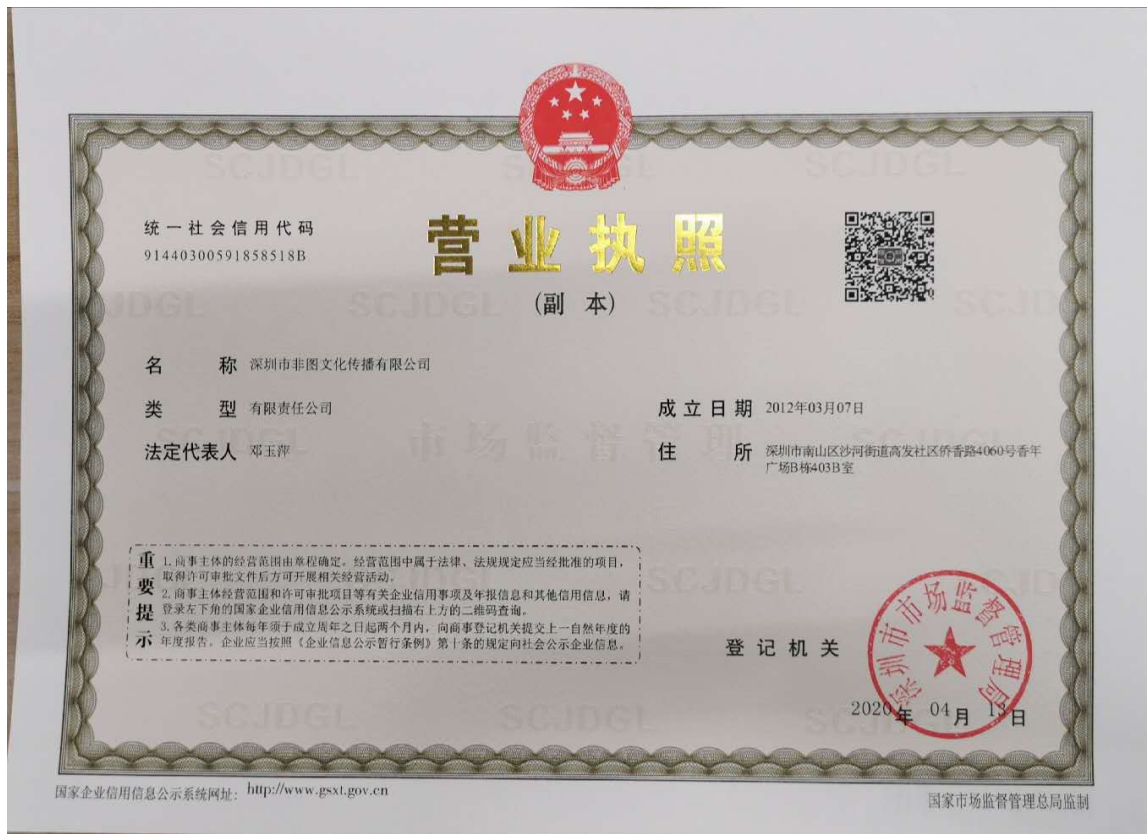 统一社会信用代码
91440300591858518B
营业执照
(副 本)
名 称 深圳市非图文化传播有限公司
类 型 有限责任公司
成立日期 2012年03月07日
法定代表人 邓玉萍
住 所 深圳市南山区沙河街道高发社区侨香路4060号香年
广场B栋403B室
重要提示
1. 商事主体的经营范围由章程确定。经营范围中属于法律、法规规定应当经批准的项目,
取得许可审批文件后方可开展相关经营活动。
2. 商事主体经营范围和许可审批项目等有关企业信用事项及年报信息和其他信用信息,请
登录左下角的国家企业信用信息公示系统或扫描右上方的二维码查询。
3. 各类商事主体每年须于成立周年之日起两个月内,向商事登记机关提交上一自然年度的
年度报告。企业应当按照《企业信息公示暂行条例》第十条的规定向社会公示企业信息。
登记机关
深圳市市场监督管理局
2020年04月13日
国家企业信用信息公示系统网址: http://www.gsxt.gov.cn
国家市场监督管理总局监制
SCJDGL
市场监督管理